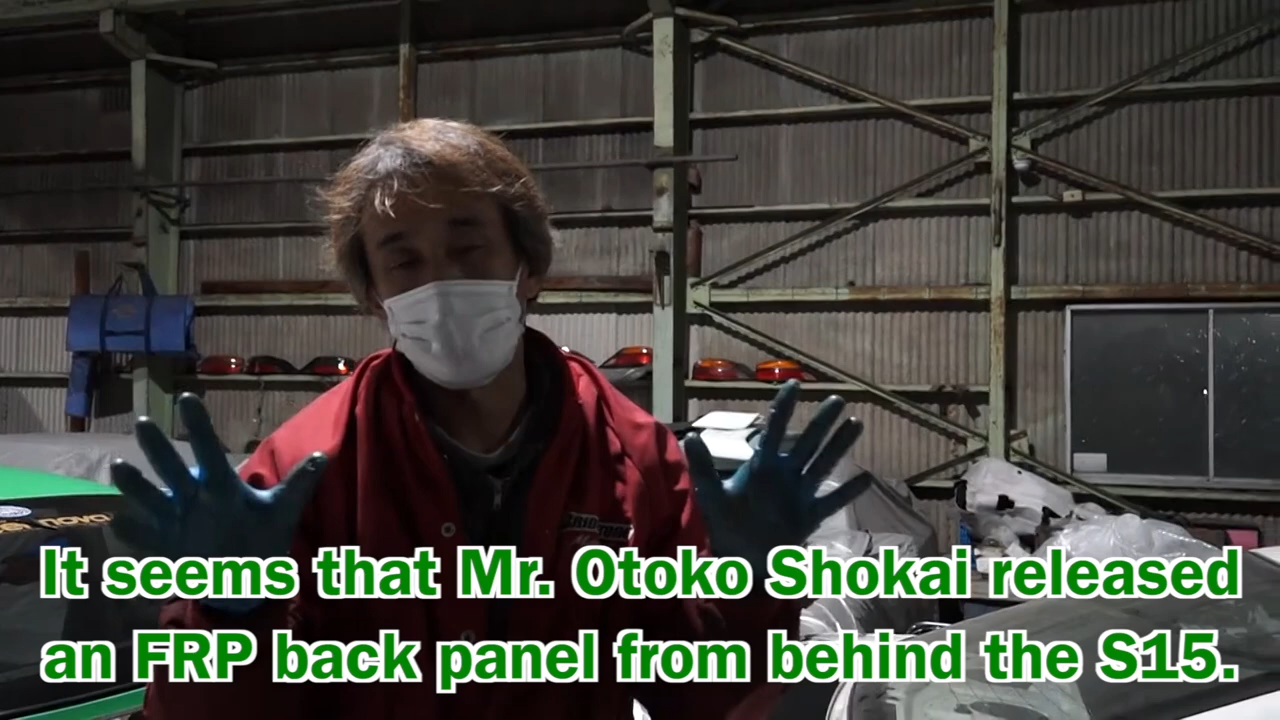 It seems that Mr. Otoko Shokai released
an FRP back panel from behind the S15.